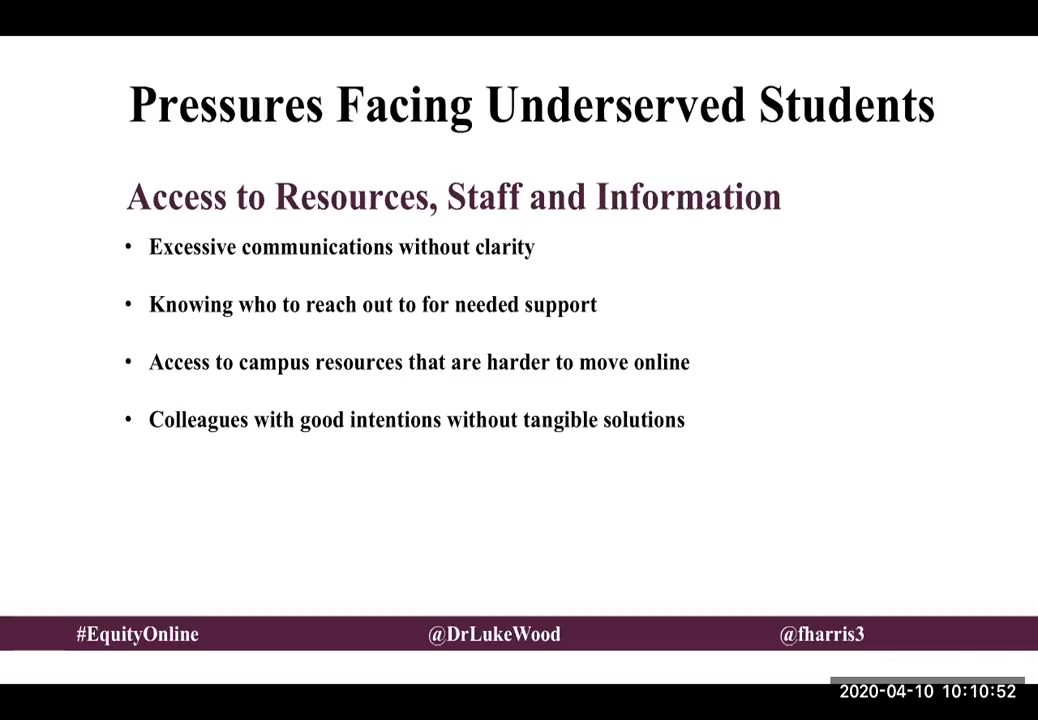 Pressures Facing Underserved Students
Access to Resources, Staff and Information
• Excessive communications without clarity
• Knowing who to reach out to for needed support
• Access to campus resources that are harder to move online
• Colleagues with good intentions without tangible solutions
#EquityOnline @DrLukeWood @fharris3
2020-04-10 10:10:52